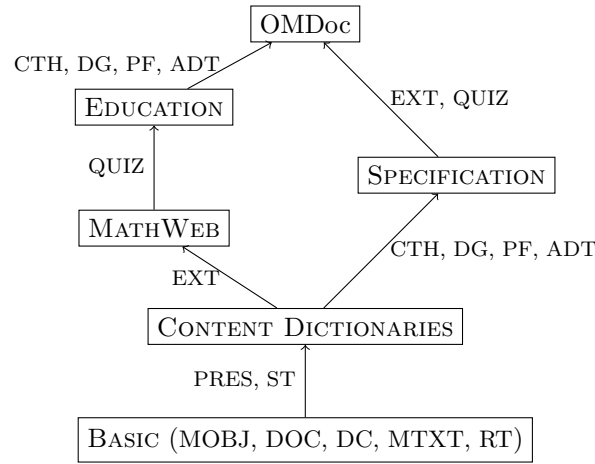 OMDoc
CTH, DG, PF, ADT
EDUCATION
EXT, QUIZ
QUIZ
SPECIFICATION
MATHWEB
CTH, DG, PF, ADT
EXT
CONTENT DICTIONARIES
PRES, ST
BASIC (MOBJ, DOC, DC, MTXT, RT)